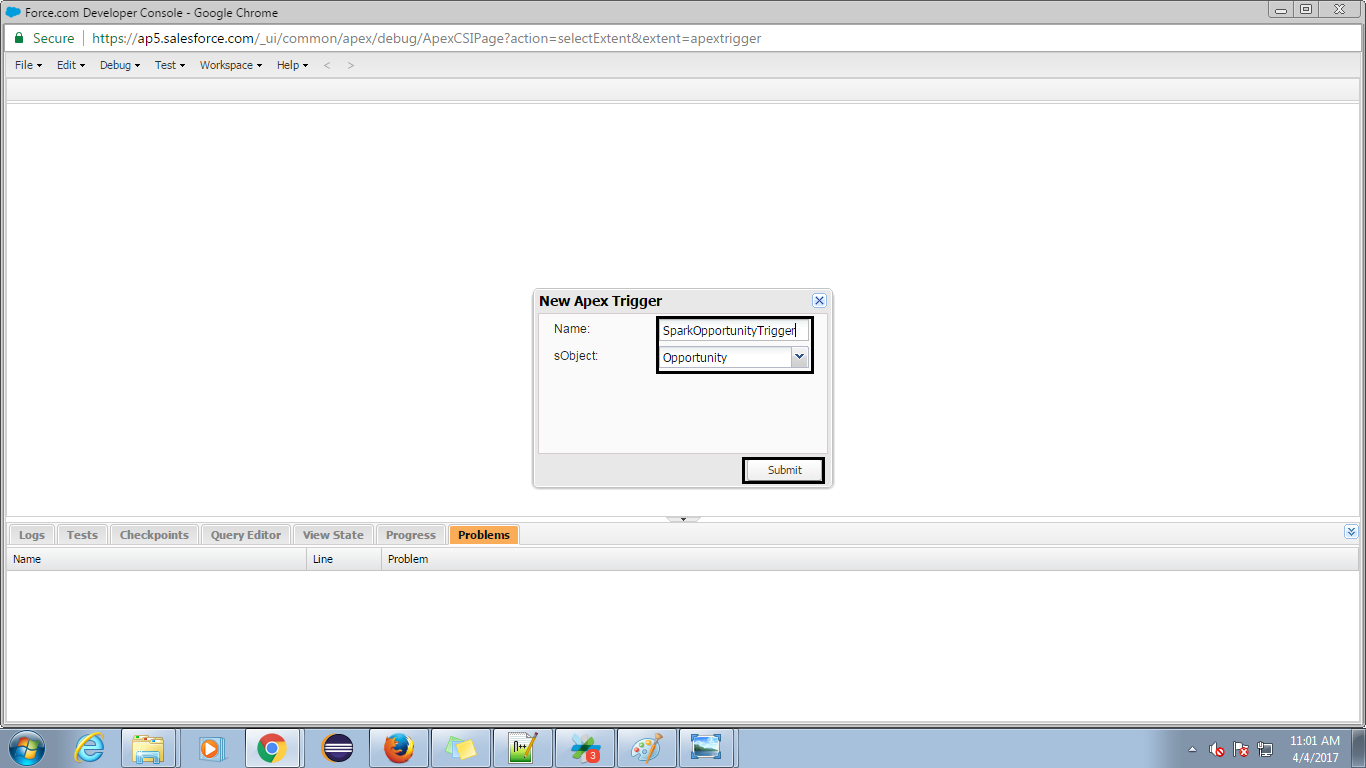 Force.com Developer Console - Google Chrome
Secure https://ap5.salesforce.com/_ui/common/apex/debug/ApexCSIPage?action=selectExtent&extent=apextrigger
File Edit Debug Test Workspace Help < >
New Apex Trigger
Name: SparkOpportunityTrigger
sObject: Opportunity
Submit
Logs Tests Checkpoints Query Editor View State Progress Problems
Name Line Problem
N++
3
11:01 AM
4/4/2017